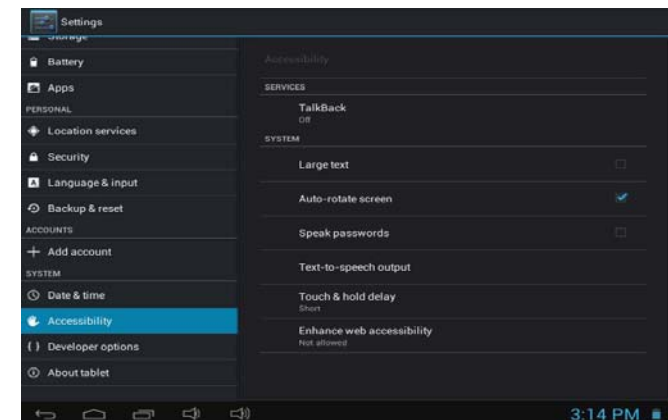 Settings
Storage
Battery
Apps
PERSONAL
Location services
Security
Language & input
Backup & reset
ACCOUNTS
Add account
SYSTEM
Date & time
Accessibility
{ } Developer options
About tablet
Accessibility
SERVICES
TalkBack
Off
SYSTEM
Large text
Auto-rotate screen
Speak passwords
Text-to-speech output
Touch & hold delay
Short
Enhance web accessibility
Not allowed
3:14 PM